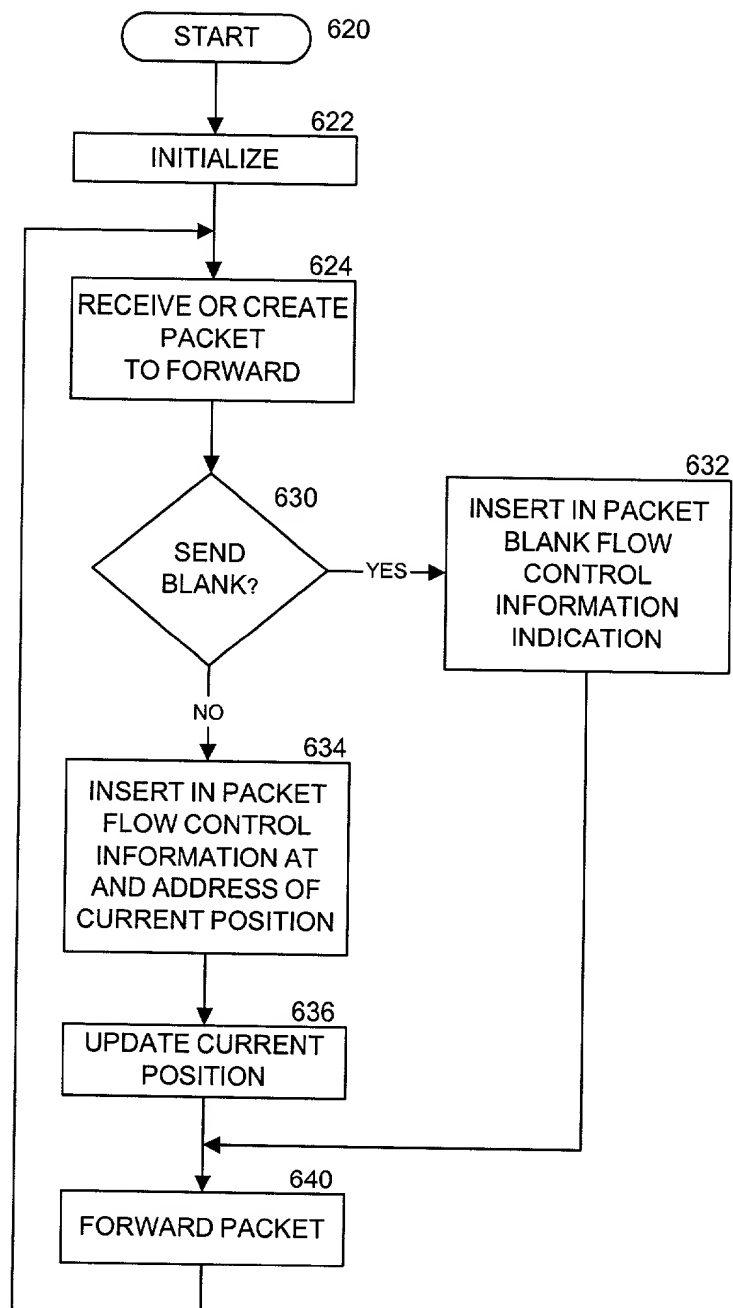 START
620
622
INITIALIZE
624
RECEIVE OR CREATE
PACKET
TO FORWARD
630
SEND
BLANK?
YES
632
INSERT IN PACKET
BLANK FLOW
CONTROL
INFORMATION
INDICATION
NO
634
INSERT IN PACKET
FLOW CONTROL
INFORMATION AT
AND ADDRESS OF
CURRENT POSITION
636
UPDATE CURRENT
POSITION
640
FORWARD PACKET